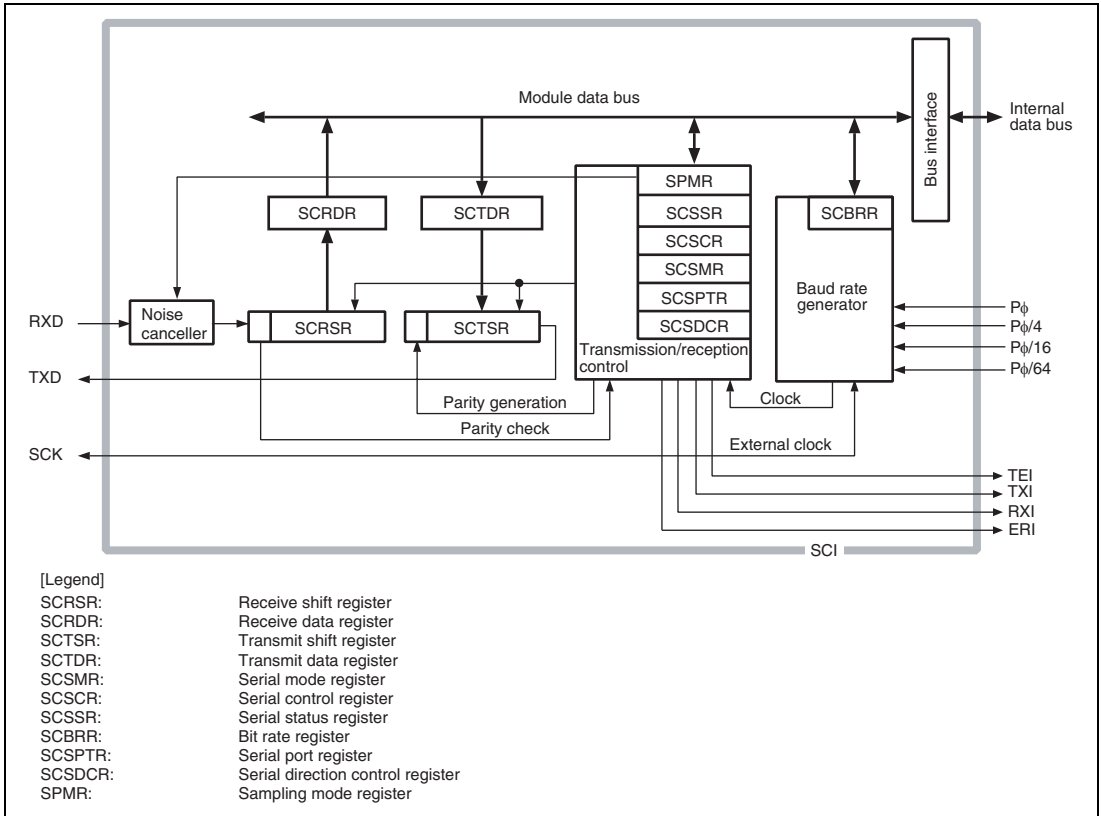 Module data bus
Bus interface
Internal
data bus
SCRDR
SCTDR
SPMR
SCSSR
SCSCR
SCSMR
SCSPTR
SCSDCR
Transmission/reception
control
SCBRR
Baud rate
generator
Pφ
Pφ/4
Pφ/16
Pφ/64
RXD
Noise
canceller
SCRSR
SCTSR
TXD
Parity generation
Parity check
Clock
SCK
External clock
TEI
TXI
RXI
ERI
SCI
[Legend]
SCRSR: Receive shift register
SCRDR: Receive data register
SCTSR: Transmit shift register
SCTDR: Transmit data register
SCSMR: Serial mode register
SCSCR: Serial control register
SCSSR: Serial status register
SCBRR: Bit rate register
SCSPTR: Serial port register
SCSDCR: Serial direction control register
SPMR: Sampling mode register